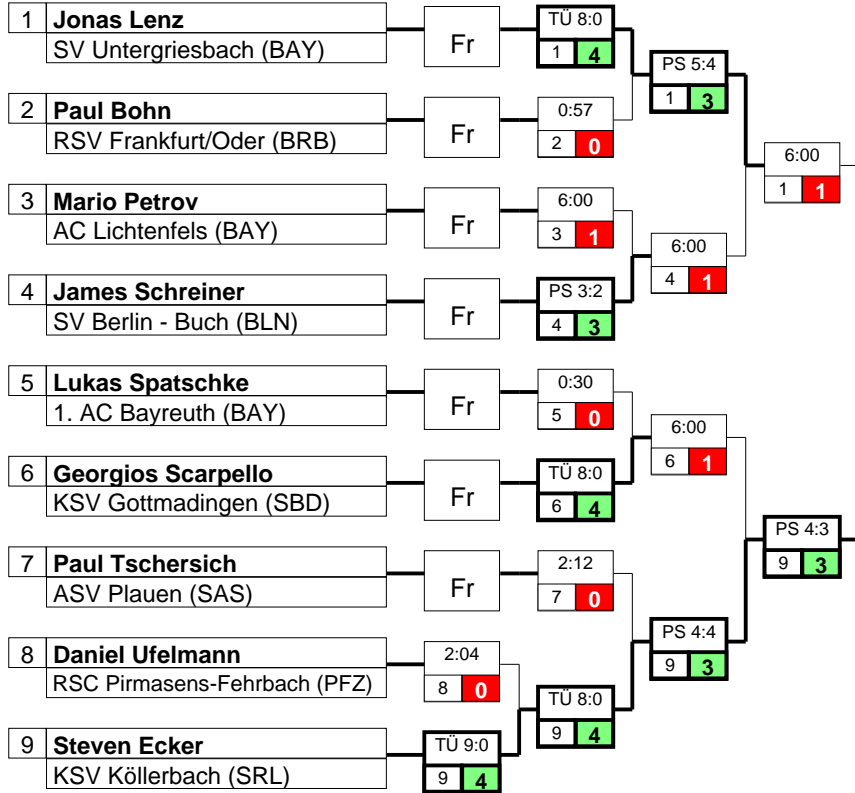 1 Jonas Lenz
SV Untergriesbach (BAY)
Fr
TÜ 8:0
1 4
PS 5:4
1 3
2 Paul Bohn
RSV Frankfurt/Oder (BRB)
Fr
0:57
2 0
6:00
1 1
3 Mario Petrov
AC Lichtenfels (BAY)
Fr
6:00
3 1
6:00
4 1
4 James Schreiner
SV Berlin - Buch (BLN)
Fr
PS 3:2
4 3
5 Lukas Spatschke
1. AC Bayreuth (BAY)
Fr
0:30
5 0
6:00
6 1
6 Georgios Scarpello
KSV Gottmadingen (SBD)
Fr
TÜ 8:0
6 4
PS 4:3
9 3
7 Paul Tschersich
ASV Plauen (SAS)
Fr
2:12
7 0
PS 4:4
9 3
8 Daniel Ufelmann
RSC Pirmasens-Fehrbach (PFZ)
2:04
8 0
TÜ 8:0
9 4
9 Steven Ecker
KSV Köllerbach (SRL)
TÜ 9:0
9 4